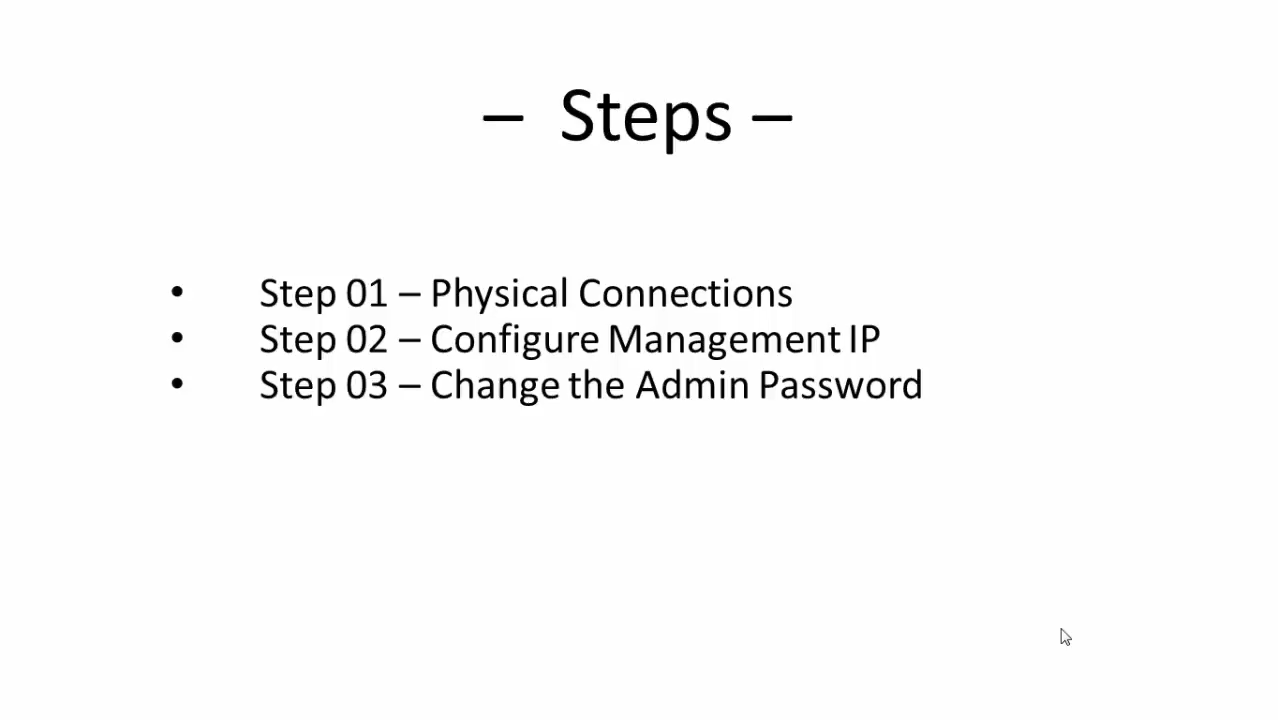 – Steps –
• Step 01 – Physical Connections
• Step 02 – Configure Management IP
• Step 03 – Change the Admin Password